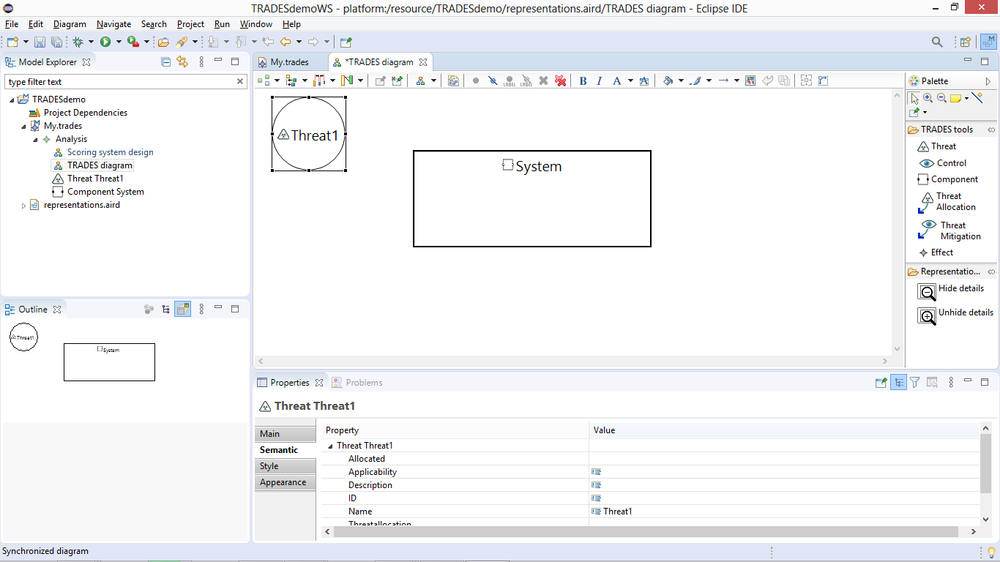 TRADESdemoWS - platform:/resource/TRADESdemo/representations.aird/TRADES diagram - Eclipse IDE
File Edit Diagram Navigate Search Project Run Window Help
Model Explorer
type filter text
TRADESdemo
Project Dependencies
My.trades
Analysis
Scoring system design
TRADES diagram
Threat Threat1
Component System
representations.aird
Outline
Threat1
System
My.trades
*TRADES diagram
LABEL LABEL
B I A A
Threat1
System
Palette
TRADES tools
Threat
Control
Component
Threat
Allocation
Threat
Mitigation
Effect
Representatio...
Hide details
Unhide details
Properties
Problems
Threat Threat1
Main
Semantic
Style
Appearance
Property Value
Threat Threat1
Allocated
Applicability
Description
ID
Name Threat1
Threatallocation
Synchronized diagram